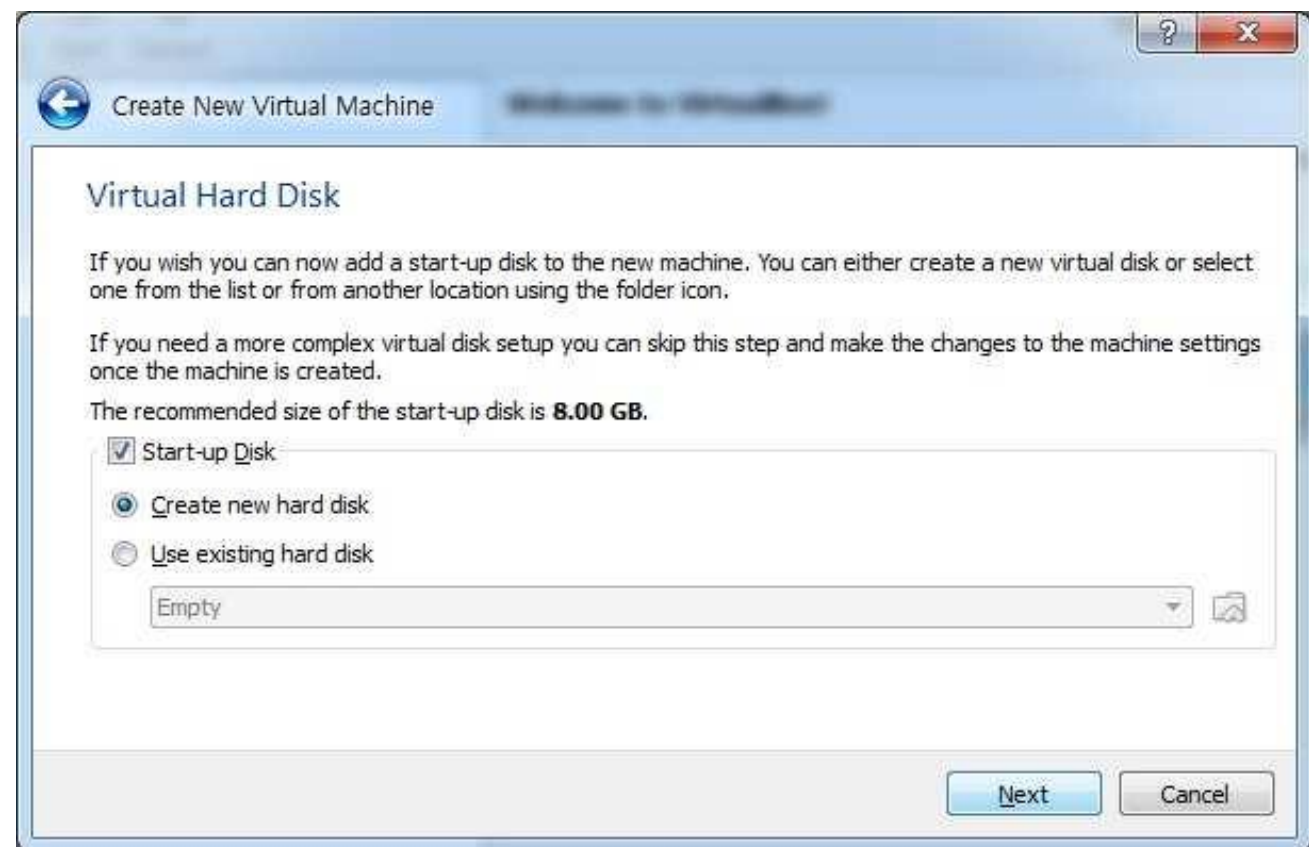 ?
X
Create New Virtual Machine
Virtual Hard Disk
If you wish you can now add a start-up disk to the new machine. You can either create a new virtual disk or select
one from the list or from another location using the folder icon.
If you need a more complex virtual disk setup you can skip this step and make the changes to the machine settings
once the machine is created.
The recommended size of the start-up disk is 8.00 GB.
Start-up Disk
Create new hard disk
Use existing hard disk
Empty
Next
Cancel